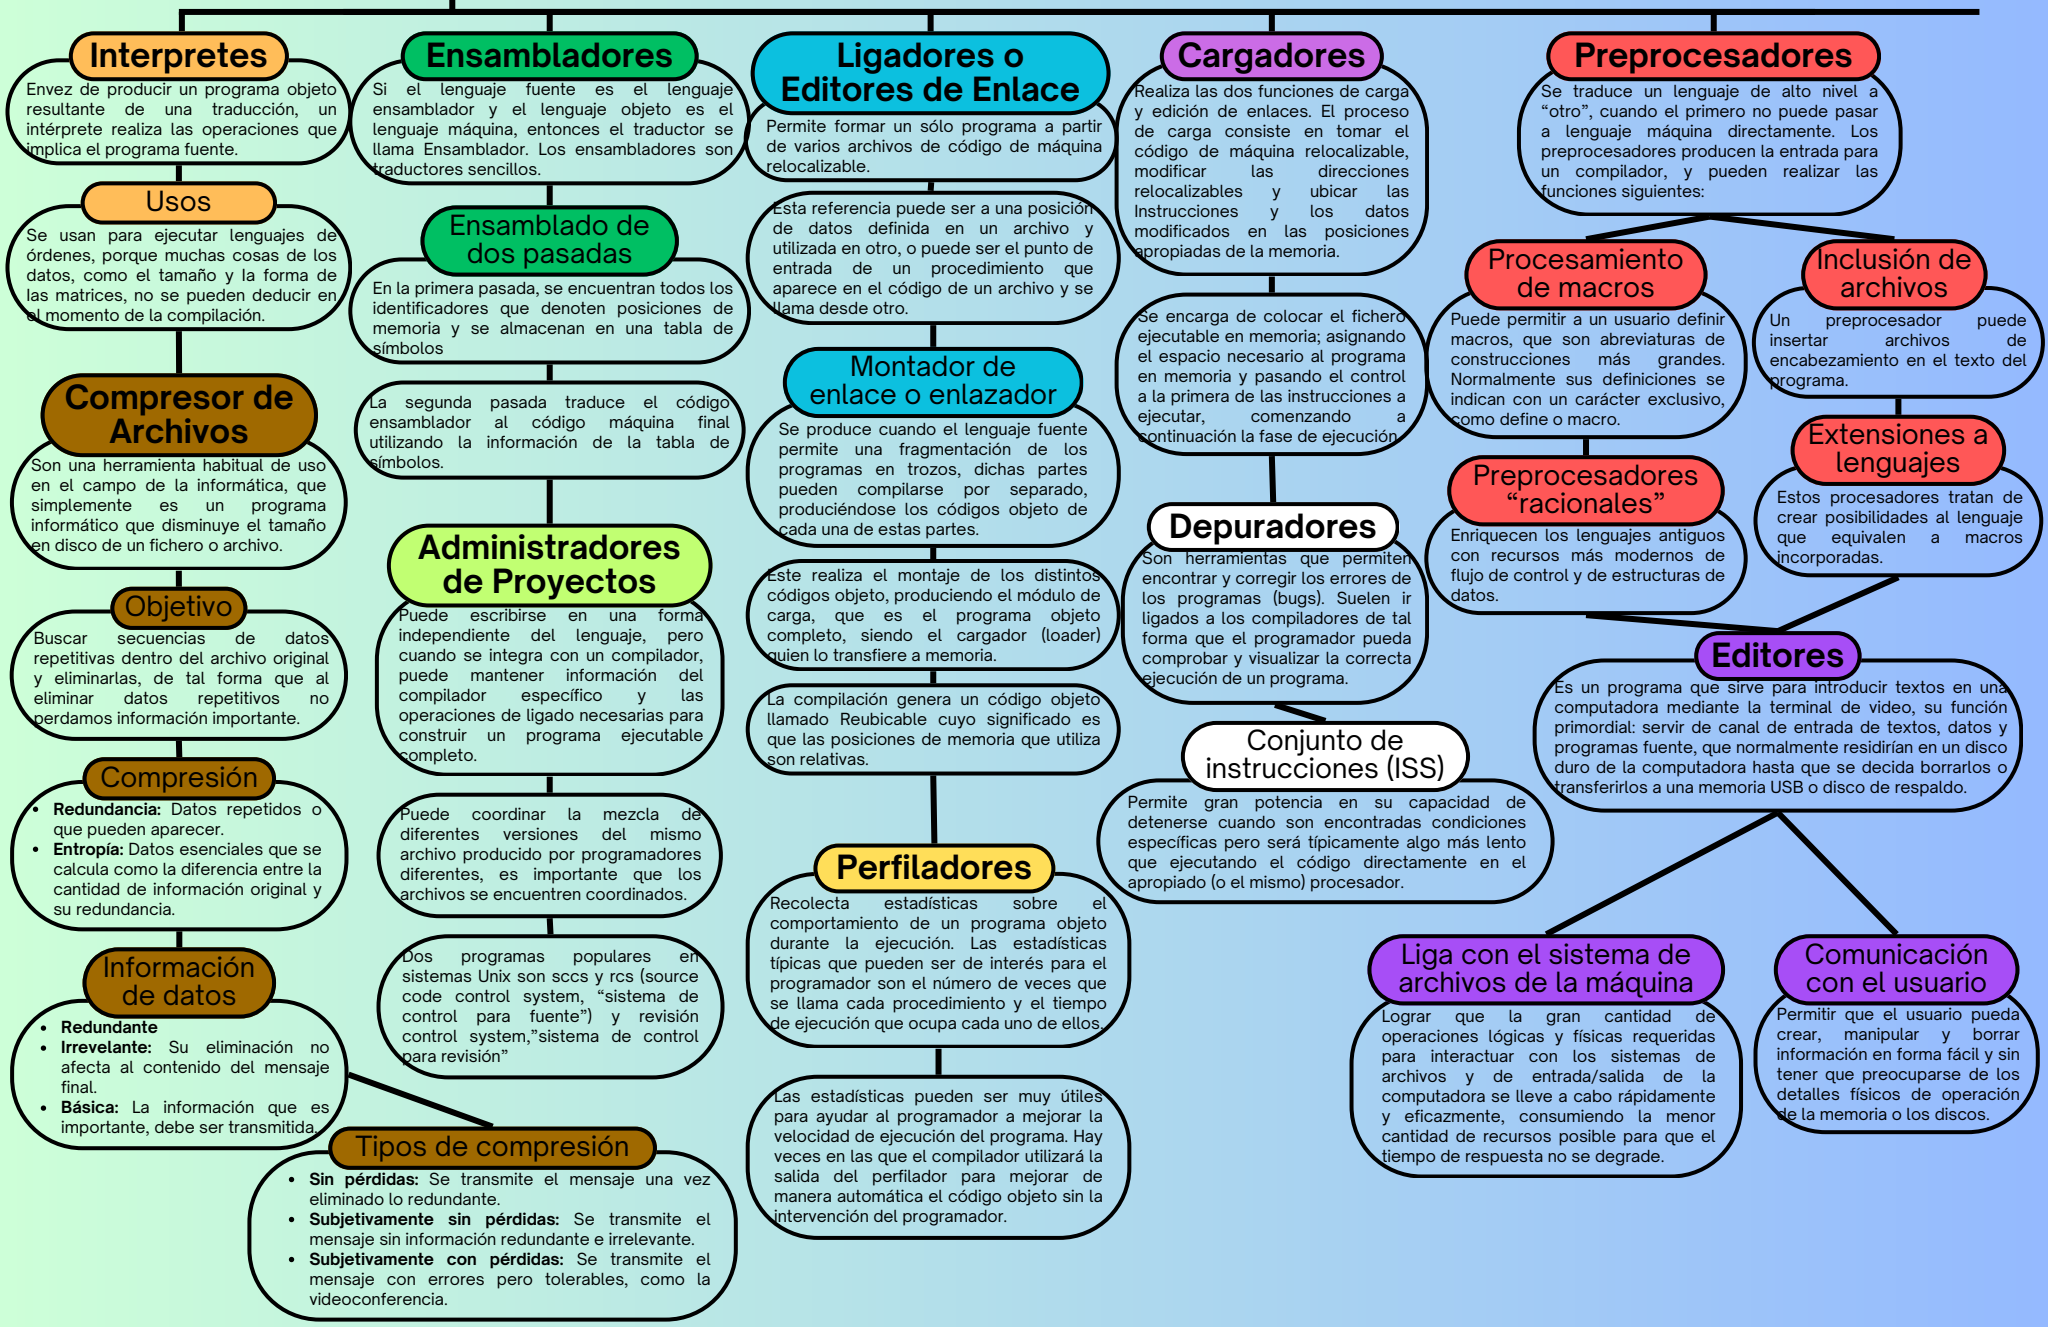 Interpretes
Envez de producir un programa objeto
resultante de una traducción, un
intérprete realiza las operaciones que
implica el programa fuente.
Usos
Se usan para ejecutar lenguajes de
órdenes, porque muchas cosas de los
datos, como el tamaño y la forma de
las matrices, no se pueden deducir en
el momento de la compilación.
Compresor de
Archivos
Son una herramienta habitual de uso
en el campo de la informática, que
simplemente es un programa
informático que disminuye el tamaño
en disco de un fichero o archivo.
Objetivo
Buscar secuencias de datos
repetitivas dentro del archivo original
y eliminarlas, de tal forma que al
eliminar datos repetitivos no
perdamos información importante.
Compresión
• Redundancia: Datos repetidos o
que pueden aparecer.
• Entropía: Datos esenciales que se
calcula como la diferencia entre la
cantidad de información original y
su redundancia.
Información
de datos
• Redundante
• Irrevelante: Su eliminación no
afecta al contenido del mensaje
final.
• Básica: La información que es
importante, debe ser transmitida.
Tipos de compresión
• Sin pérdidas: Se transmite el mensaje una vez
eliminado lo redundante.
• Subjetivamente sin pérdidas: Se transmite el
mensaje sin información redundante e irrelevante.
• Subjetivamente con pérdidas: Se transmite el
mensaje con errores pero tolerables, como la
videoconferencia.
Ensambladores
Si el lenguaje fuente es el lenguaje
ensamblador y el lenguaje objeto es el
lenguaje máquina, entonces el traductor se
llama Ensamblador. Los ensambladores son
traductores sencillos.
Ensamblado de
dos pasadas
En la primera pasada, se encuentran todos los
identificadores que denoten posiciones de
memoria y se almacenan en una tabla de
símbolos
La segunda pasada traduce el código
ensamblador al código máquina final
utilizando la información de la tabla de
símbolos.
Administradores
de Proyectos
Puede escribirse en una forma
independiente del lenguaje, pero
cuando se integra con un compilador,
puede mantener información del
compilador específico y las
operaciones de ligado necesarias para
construir un programa ejecutable
completo.
Puede coordinar la mezcla de
diferentes versiones del mismo
archivo producido por programadores
diferentes, es importante que los
archivos se encuentren coordinados.
Dos programas populares en
sistemas Unix son sccs y rcs (source
code control system, “sistema de
control para fuente”) y revisión
control system,”sistema de control
para revisión”
Ligadores o
Editores de Enlace
Permite formar un sólo programa a partir
de varios archivos de código de máquina
relocalizable.
Esta referencia puede ser a una posición
de datos definida en un archivo y
utilizada en otro, o puede ser el punto de
entrada de un procedimiento que
aparece en el código de un archivo y se
llama desde otro.
Montador de
enlace o enlazador
Se produce cuando el lenguaje fuente
permite una fragmentación de los
programas en trozos, dichas partes
pueden compilarse por separado,
produciéndose los códigos objeto de
cada una de estas partes.
Este realiza el montaje de los distintos
códigos objeto, produciendo el módulo de
carga, que es el programa objeto
completo, siendo el cargador (loader)
quien lo transfiere a memoria.
La compilación genera un código objeto
llamado Reubicable cuyo significado es
que las posiciones de memoria que utiliza
son relativas.
Perfiladores
Recolecta estadísticas sobre el
comportamiento de un programa objeto
durante la ejecución. Las estadísticas
típicas que pueden ser de interés para el
programador son el número de veces que
se llama cada procedimiento y el tiempo
de ejecución que ocupa cada uno de ellos.
Las estadísticas pueden ser muy útiles
para ayudar al programador a mejorar la
velocidad de ejecución del programa. Hay
veces en las que el compilador utilizará la
salida del perfilador para mejorar de
manera automática el código objeto sin la
intervención del programador.
Cargadores
Realiza las dos funciones de carga
y edición de enlaces. El proceso
de carga consiste en tomar el
código de máquina relocalizable,
modificar las direcciones
relocalizables y ubicar las
Instrucciones y los datos
modificados en las posiciones
apropiadas de la memoria.
Se encarga de colocar el fichero
ejecutable en memoria; asignando
el espacio necesario al programa
en memoria y pasando el control
a la primera de las instrucciones a
ejecutar, comenzando a
continuación la fase de ejecución.
Depuradores
Son herramientas que permiten
encontrar y corregir los errores de
los programas (bugs). Suelen ir
ligados a los compiladores de tal
forma que el programador pueda
comprobar y visualizar la correcta
ejecución de un programa.
Conjunto de
instrucciones (ISS)
Permite gran potencia en su capacidad de
detenerse cuando son encontradas condiciones
específicas pero será típicamente algo más lento
que ejecutando el código directamente en el
apropiado (o el mismo) procesador.
Preprocesadores
Se traduce un lenguaje de alto nivel a
“otro”, cuando el primero no puede pasar
a lenguaje máquina directamente. Los
preprocesadores producen la entrada para
un compilador, y pueden realizar las
funciones siguientes:
Procesamiento
de macros
Puede permitir a un usuario definir
macros, que son abreviaturas de
construcciones más grandes.
Normalmente sus definiciones se
indican con un carácter exclusivo,
como define o macro.
Preprocesadores
“racionales”
Enriquecen los lenguajes antiguos
con recursos más modernos de
flujo de control y de estructuras de
datos.
Inclusión de
archivos
Un preprocesador puede
insertar archivos de
encabezamiento en el texto del
programa.
Extensiones a
lenguajes
Estos procesadores tratan de
crear posibilidades al lenguaje
que equivalen a macros
incorporadas.
Editores
Es un programa que sirve para introducir textos en una
computadora mediante la terminal de video, su función
primordial: servir de canal de entrada de textos, datos y
programas fuente, que normalmente residirían en un disco
duro de la computadora hasta que se decida borrarlos o
transferirlos a una memoria USB o disco de respaldo.
Liga con el sistema de
archivos de la máquina
Lograr que la gran cantidad de
operaciones lógicas y físicas requeridas
para interactuar con los sistemas de
archivos y de entrada/salida de la
computadora se lleve a cabo rápidamente
y eficazmente, consumiendo la menor
cantidad de recursos posible para que el
tiempo de respuesta no se degrade.
Comunicación
con el usuario
Permitir que el usuario pueda
crear, manipular y borrar
información en forma fácil y sin
tener que preocuparse de los
detalles físicos de operación
de la memoria o los discos.